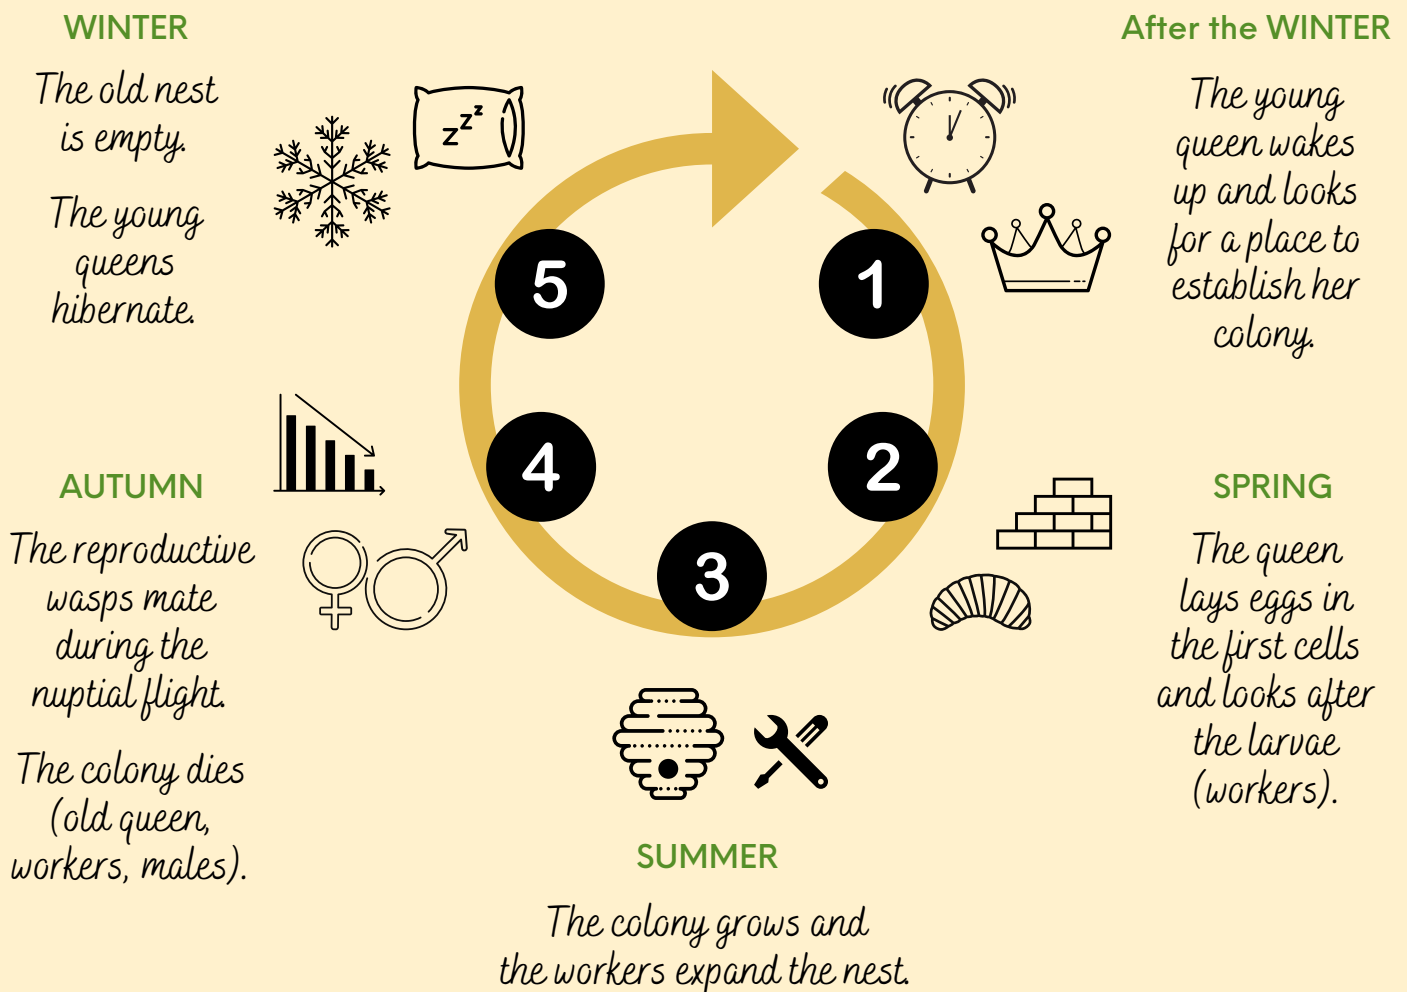 WINTER
The old nest
is empty.
The young
queens
hibernate.
zzz
After the WINTER
The young
queen wakes
up and looks
for a place to
establish her
colony.
5
1
4
2
3
AUTUMN
The reproductive
wasps mate
during the
nuptial flight.
The colony dies
(old queen,
workers, males).
SPRING
The queen
lays eggs in
the first cells
and looks after
the larvae
(workers).
SUMMER
The colony grows and
the workers expand the nest.